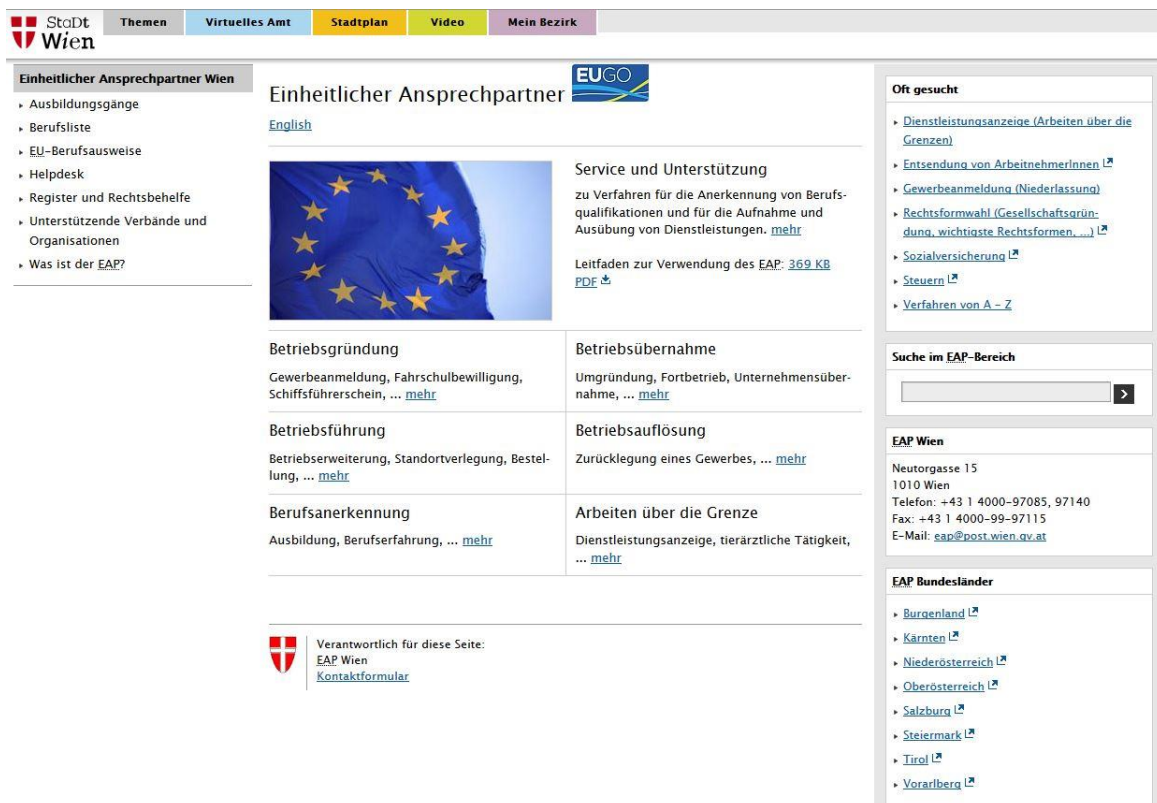 StaDt
Wien
Themen
Virtuelles Amt
Stadtplan
Video
Mein Bezirk
Einheitlicher Ansprechpartner Wien
Ausbildungsgänge
Berufsliste
EU-Berufsausweise
Helpdesk
Register und Rechtsbehelfe
Unterstützende Verbände und
Organisationen
Was ist der EAP?
Einheitlicher Ansprechpartner
EUGO
English
Service und Unterstützung
zu Verfahren für die Anerkennung von Berufs-
qualifikationen und für die Aufnahme und
Ausübung von Dienstleistungen. mehr
Leitfaden zur Verwendung des EAP: 369 KB
PDF
Betriebsgründung
Gewerbeanmeldung, Fahrschulbewilligung,
Schiffsführerschein, ... mehr
Betriebsübernahme
Umgründung, Fortbetrieb, Unternehmensüber-
nahme, ... mehr
Betriebsführung
Betriebserweiterung, Standortverlegung, Bestel-
lung, ... mehr
Betriebsauflösung
Zurücklegung eines Gewerbes, ... mehr
Berufsanerkennung
Ausbildung, Berufserfahrung, ... mehr
Arbeiten über die Grenze
Dienstleistungsanzeige, tierärztliche Tätigkeit,
... mehr
Verantwortlich für diese Seite:
EAP Wien
Kontaktformular
Oft gesucht
Dienstleistungsanzeige (Arbeiten über die
Grenzen)
Entsendung von ArbeitnehmerInnen
Gewerbeanmeldung (Niederlassung)
Rechtsformwahl (Gesellschaftsgrün-
dung, wichtigste Rechtsformen, ...)
Sozialversicherung
Steuern
Verfahren von A – Z
Suche im EAP-Bereich
EAP Wien
Neutorgasse 15
1010 Wien
Telefon: +43 1 4000-97085, 97140
Fax: +43 1 4000-99-97115
E-Mail: eap@post.wien.gv.at
EAP Bundesländer
Burgenland
Kärnten
Niederösterreich
Oberösterreich
Salzburg
Steiermark
Tirol
Vorarlberg